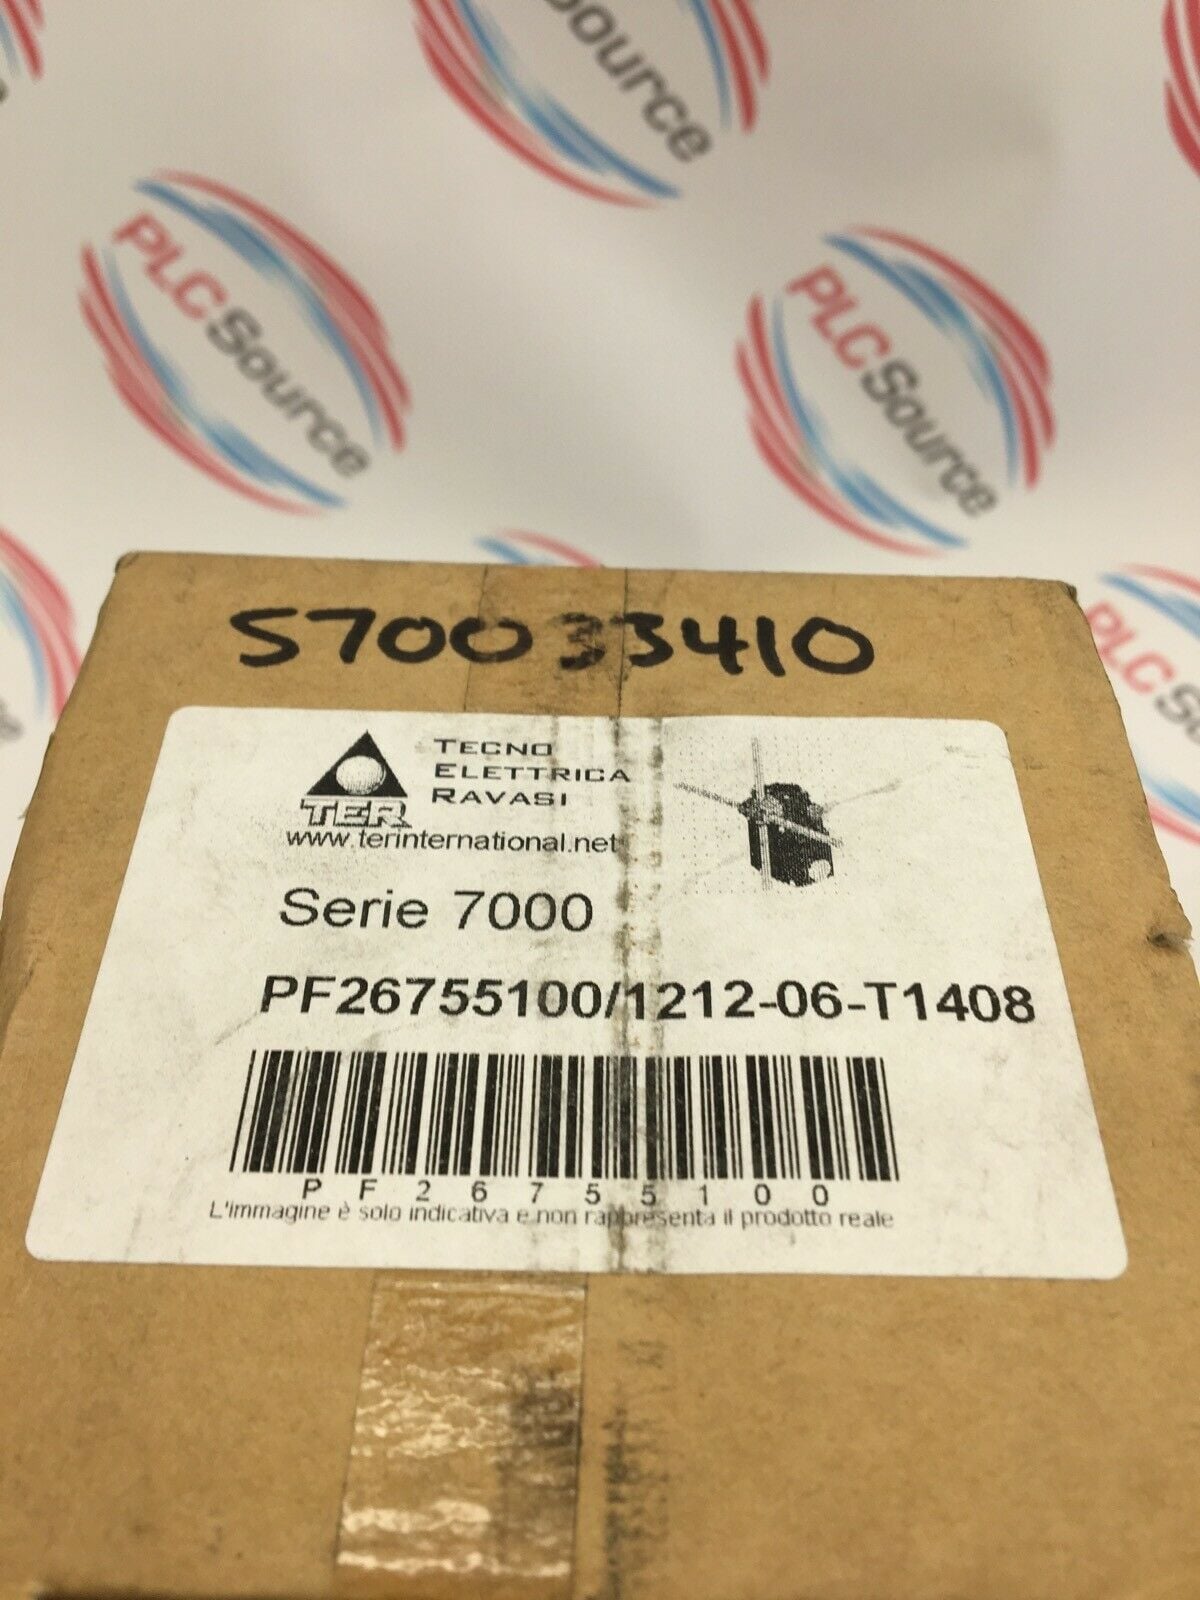 Source
PLC Source
PLC Source
PLC
S70033410
TER
TECNO
ELETTRICA
RAVASI
www.terinternational.net
Serie 7000
PF26755100/1212-06-T1408
PF26755100
L'immagine è solo indicativa e non rappresenta il prodotto reale